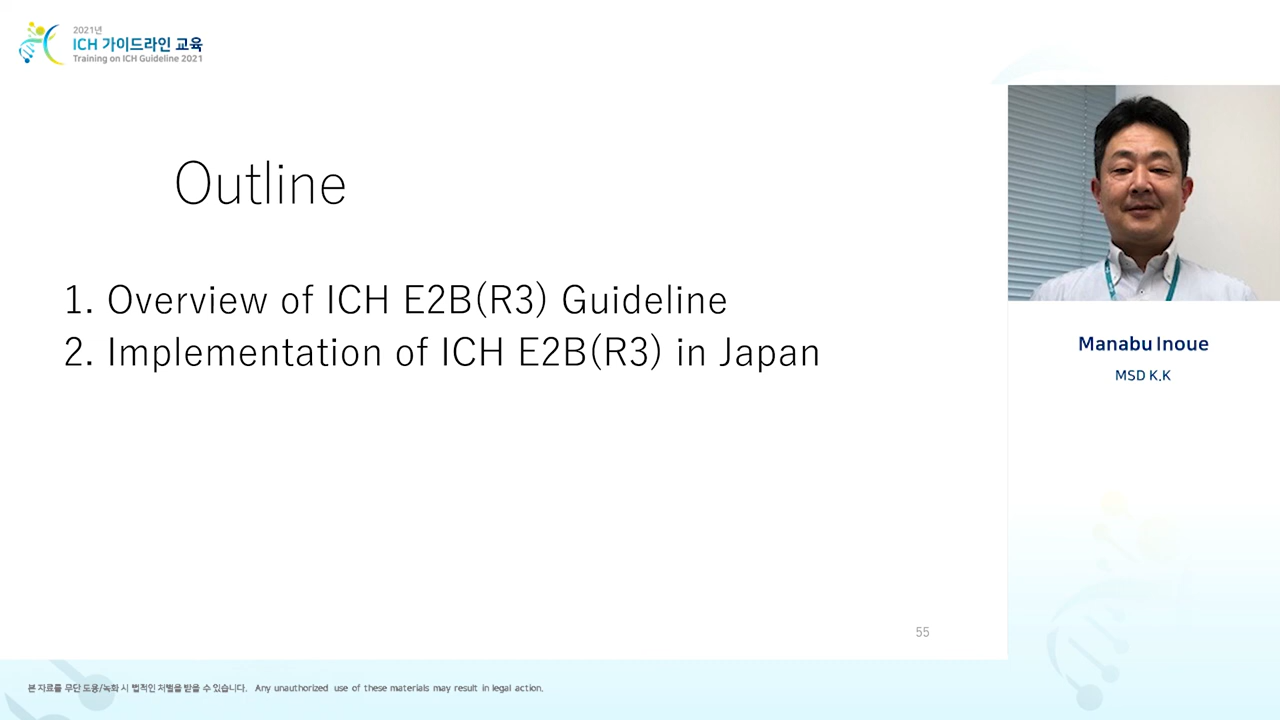 2021년
ICH 가이드라인 교육
Training on ICH Guideline 2021
Outline
1. Overview of ICH E2B(R3) Guideline
2. Implementation of ICH E2B(R3) in Japan
Manabu Inoue
MSD K.K
55
본 자료를 무단 도용/녹화 시 법적인 처벌을 받을 수 있습니다. Any unauthorized use of these materials may result in legal action.